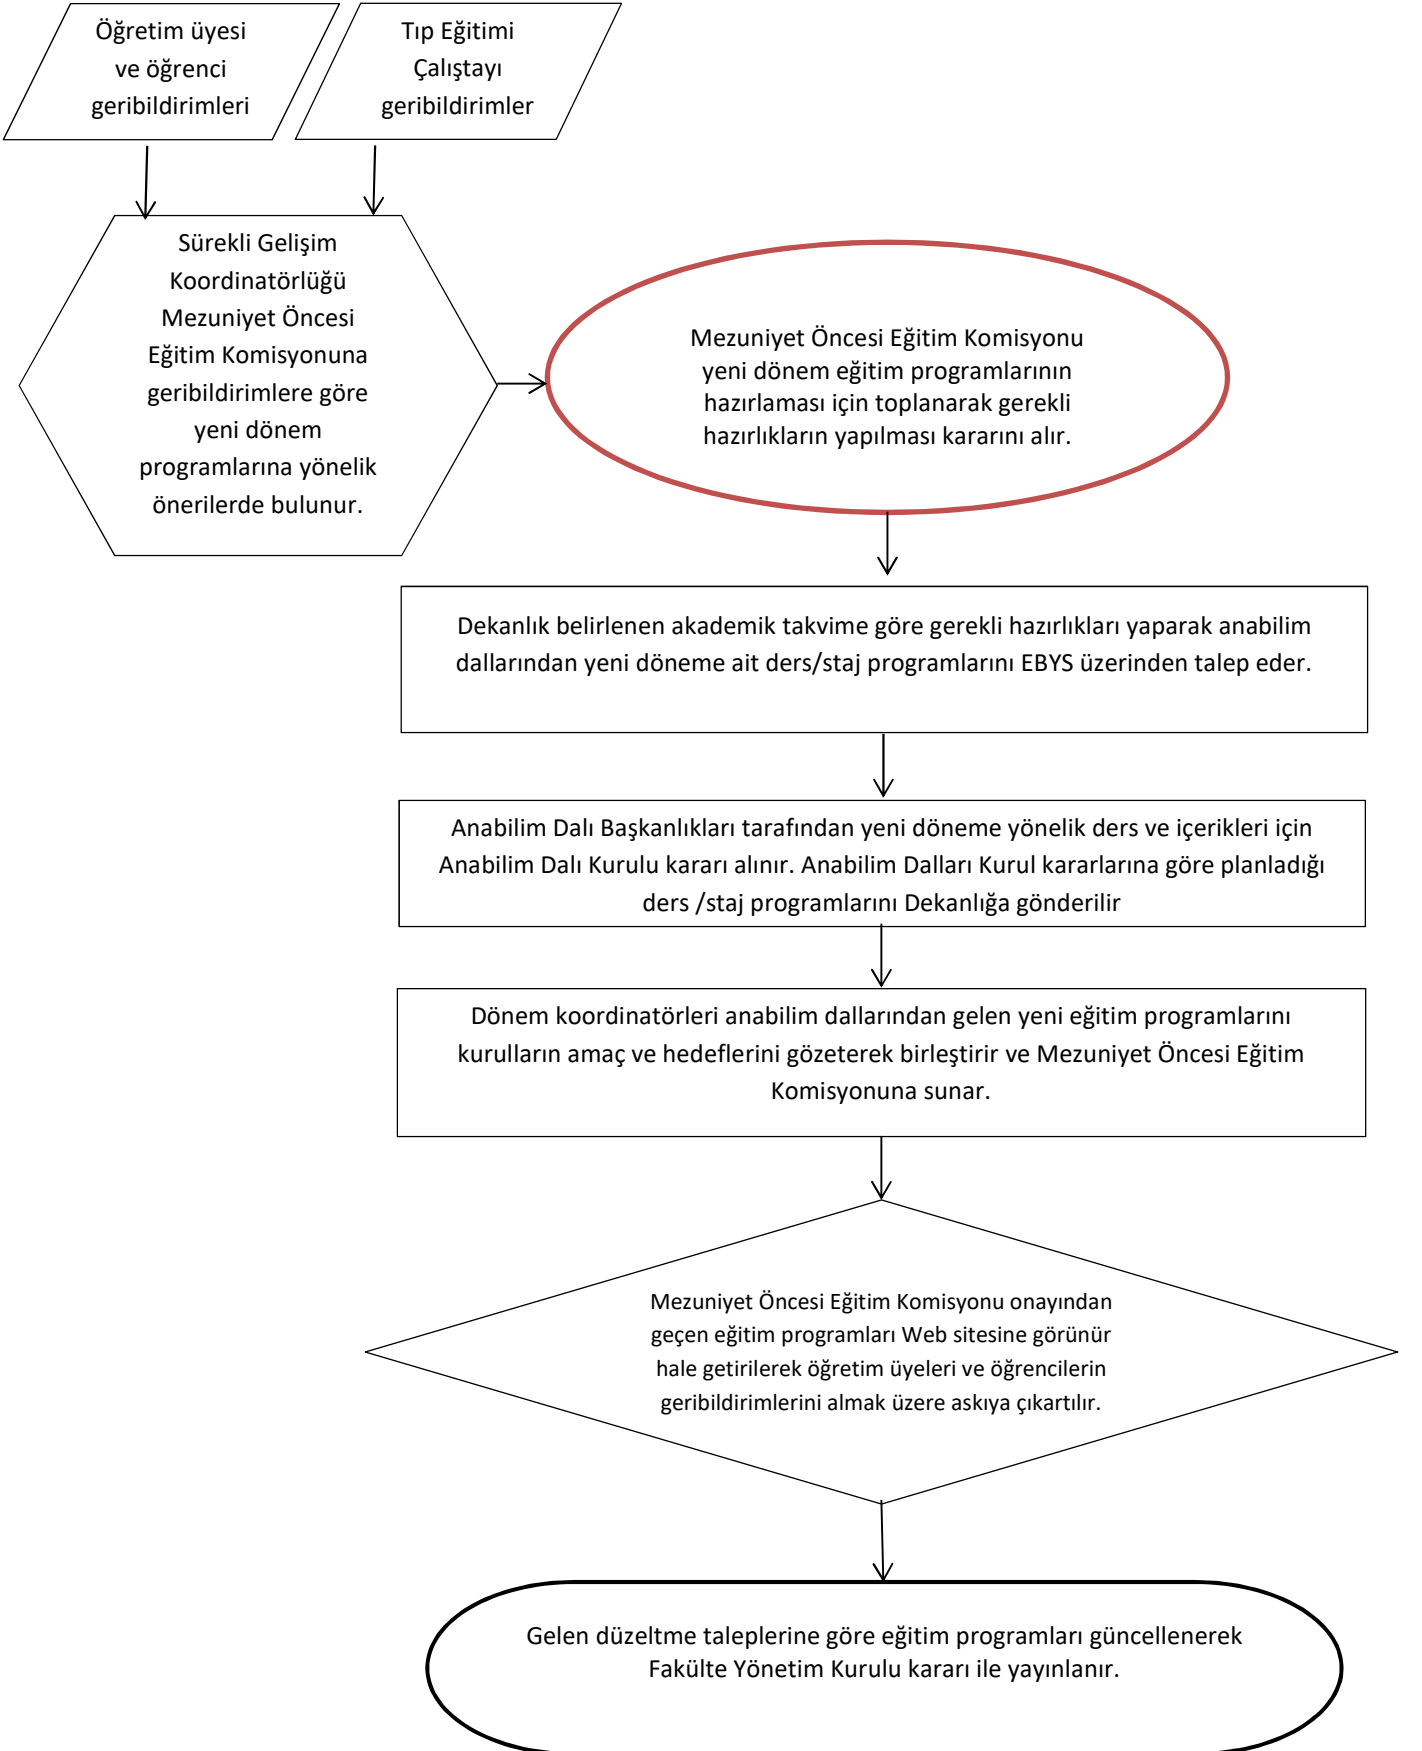 Öğretim üyesi
ve öğrenci
geribildirimleri
Tıp Eğitimi
Çalıştayı
geribildirimler
Sürekli Gelişim
Koordinatörlüğü
Mezuniyet Öncesi
Eğitim Komisyonuna
geribildirimlere göre
yeni dönem
programlarına yönelik
önerilerde bulunur.
Mezuniyet Öncesi Eğitim Komisyonu
yeni dönem eğitim programlarının
hazırlaması için toplanarak gerekli
hazırlıkların yapılması kararını alır.
Dekanlık belirlenen akademik takvime göre gerekli hazırlıkları yaparak anabilim
dallarından yeni döneme ait ders/staj programlarını EBYS üzerinden talep eder.
Anabilim Dalı Başkanlıkları tarafından yeni döneme yönelik ders ve içerikleri için
Anabilim Dalı Kurulu kararı alınır. Anabilim Dalları Kurul kararlarına göre planladığı
ders /staj programlarını Dekanlığa gönderilir
Dönem koordinatörleri anabilim dallarından gelen yeni eğitim programlarını
kurulların amaç ve hedeflerini gözeterek birleştirir ve Mezuniyet Öncesi Eğitim
Komisyonuna sunar.
Mezuniyet Öncesi Eğitim Komisyonu onayından
geçen eğitim programları Web sitesine görünür
hale getirilerek öğretim üyeleri ve öğrencilerin
geribildirimlerini almak üzere askıya çıkartılır.
Gelen düzeltme taleplerine göre eğitim programları güncellenerek
Fakülte Yönetim Kurulu kararı ile yayınlanır.